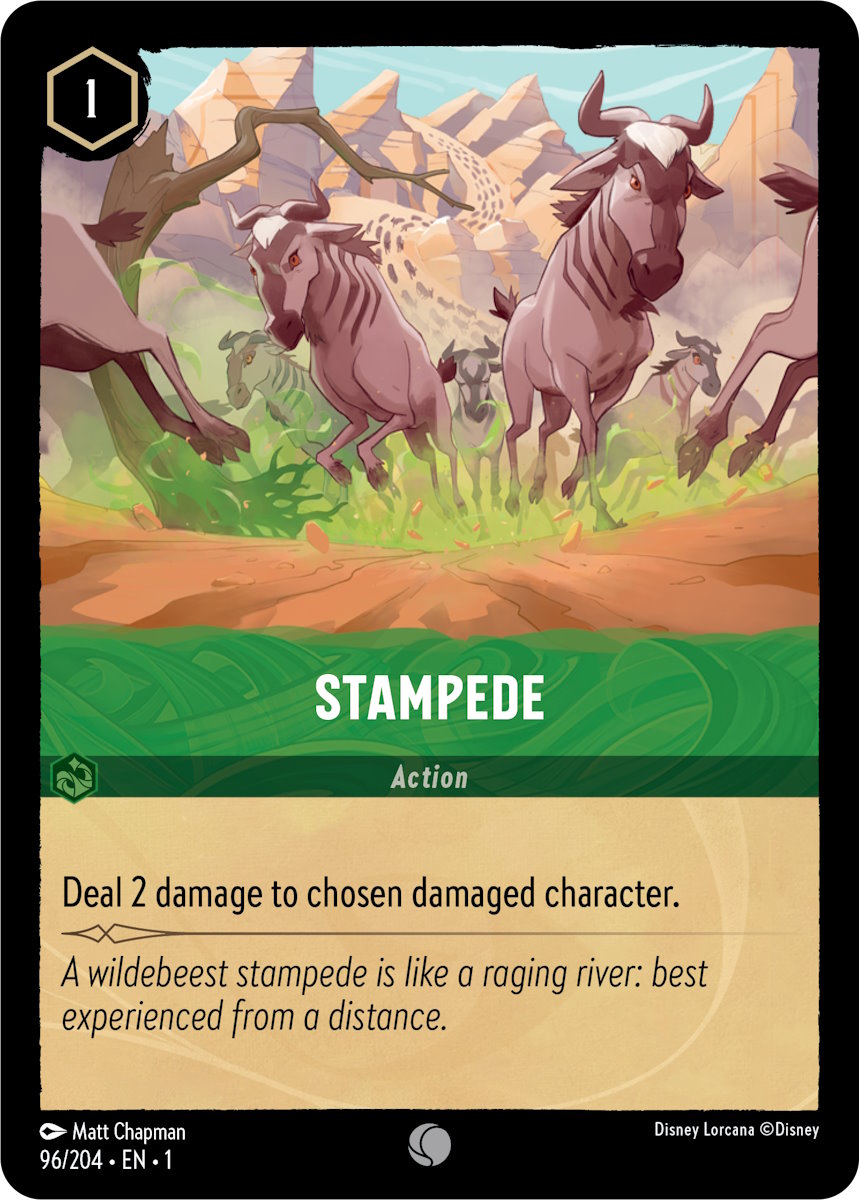 1
STAMPEDE
Action
Deal 2 damage to chosen damaged character.
A wildebeest stampede is like a raging river: best
experienced from a distance.
Matt Chapman
Disney Lorcana ©Disney
96/204 • EN • 1